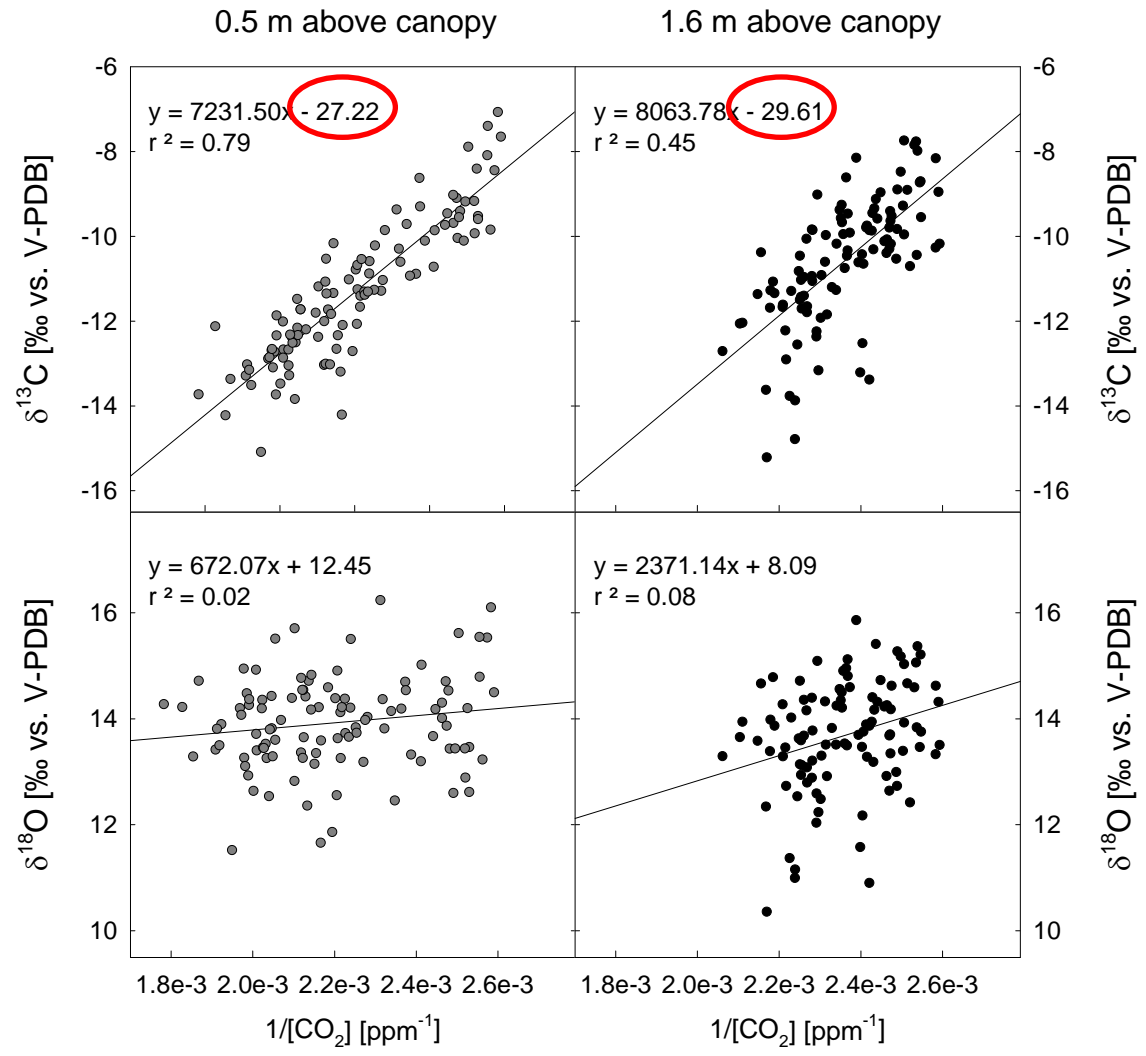 0.5 m above canopy
1.6 m above canopy
-6
-8
-10
-12
-14
-16
δ¹³C [‰ vs. V-PDB]
y = 7231.50x - 27.22
r ² = 0.79
y = 8063.78x - 29.61
r ² = 0.45
-6
-8
-10
-12
-14
-16
δ¹³C [‰ vs. V-PDB]
16
14
12
10
δ¹⁸O [‰ vs. V-PDB]
y = 672.07x + 12.45
r ² = 0.02
y = 2371.14x + 8.09
r ² = 0.08
16
14
12
10
δ¹⁸O [‰ vs. V-PDB]
1.8e-3 2.0e-3 2.2e-3 2.4e-3 2.6e-3
1.8e-3 2.0e-3 2.2e-3 2.4e-3 2.6e-3
1/[CO₂] [ppm⁻¹]
1/[CO₂] [ppm⁻¹]